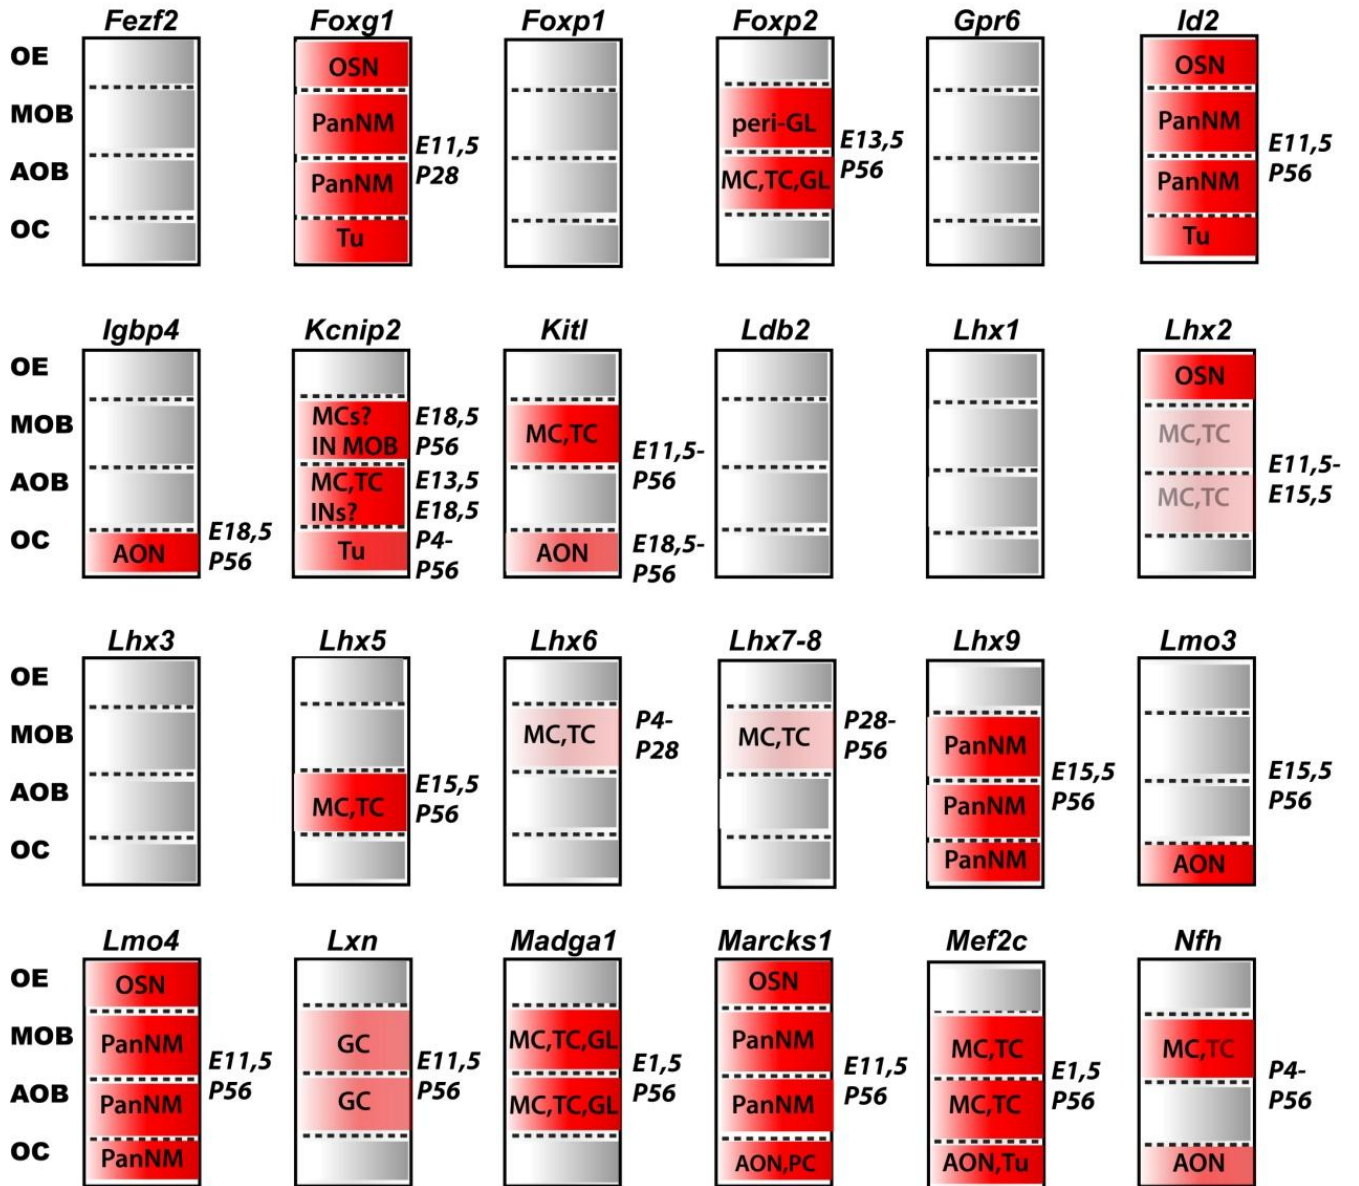 Fezf2 Foxg1 Foxp1 Foxp2 Gpr6 Id2
OE OSN OSN
MOB PanNM peri-GL PanNM
E11,5 E13,5 E11,5
P28 P56 P56
AOB PanNM MC,TC,GL PanNM
OC Tu Tu
Igbp4 Kcnip2 Kitl Ldb2 Lhx1 Lhx2
OE OSN
MOB MCs? E18,5 MC,TC MC,TC
IN MOB P56 E11,5- E11,5-
P56 E15,5
AOB MC,TC E13,5 MC,TC
INs? E18,5
OC AON E18,5 Tu P4- AON E18,5-
P56 P56 P56
Lhx3 Lhx5 Lhx6 Lhx7-8 Lhx9 Lmo3
OE
MOB MC,TC P4- MC,TC P28- PanNM
P28 P56
AOB MC,TC E15,5 PanNM E15,5 E15,5
P56 P56 P56
OC PanNM AON
Lmo4 Lxn Madga1 Marcks1 Mef2c Nfh
OE OSN OSN
MOB PanNM GC MC,TC,GL PanNM MC,TC MC,TC
E11,5 E11,5 E1,5 E11,5 E1,5 P4-
P56 P56 P56 P56 P56 P56
AOB PanNM GC MC,TC,GL PanNM MC,TC
OC PanNM AON,PC AON,Tu AON